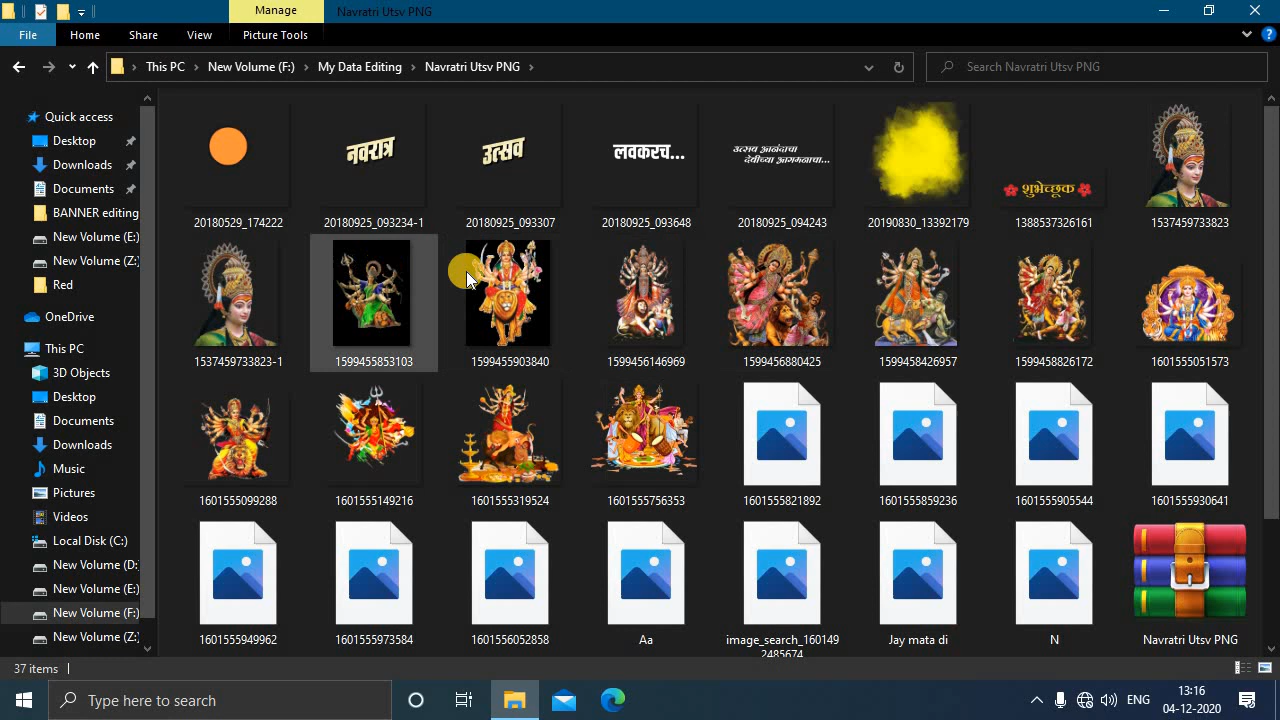 Manage
Navratri Utsv PNG
File
Home
Share
View
Picture Tools
This PC
New Volume (F:)
My Data Editing
Navratri Utsv PNG
Search Navratri Utsv PNG
Quick access
Desktop
Downloads
Documents
BANNER editing
New Volume (E:)
New Volume (Z:)
Red
OneDrive
This PC
3D Objects
Desktop
Documents
Downloads
Music
Pictures
Videos
Local Disk (C:)
New Volume (D:
New Volume (E:)
New Volume (F:)
New Volume (Z:)
नवरात्र
उत्सव
लवकरच...
उत्सव आनंदाचा
देवीच्या आगमनाचा...
शुभेच्छूक
20180529_174222
20180925_093234-1
20180925_093307
20180925_093648
20180925_094243
20190830_13392179
1388537326161
1537459733823
1537459733823-1
1599455853103
1599455903840
1599456146969
1599456880425
1599458426957
1599458826172
1601555051573
1601555099288
1601555149216
1601555319524
1601555756353
1601555821892
1601555859236
1601555905544
1601555930641
1601555949962
1601555973584
1601556052858
Aa
image_search_160149
2485674
Jay mata di
N
Navratri Utsv PNG
37 items
Type here to search
ENG
13:16
04-12-2020